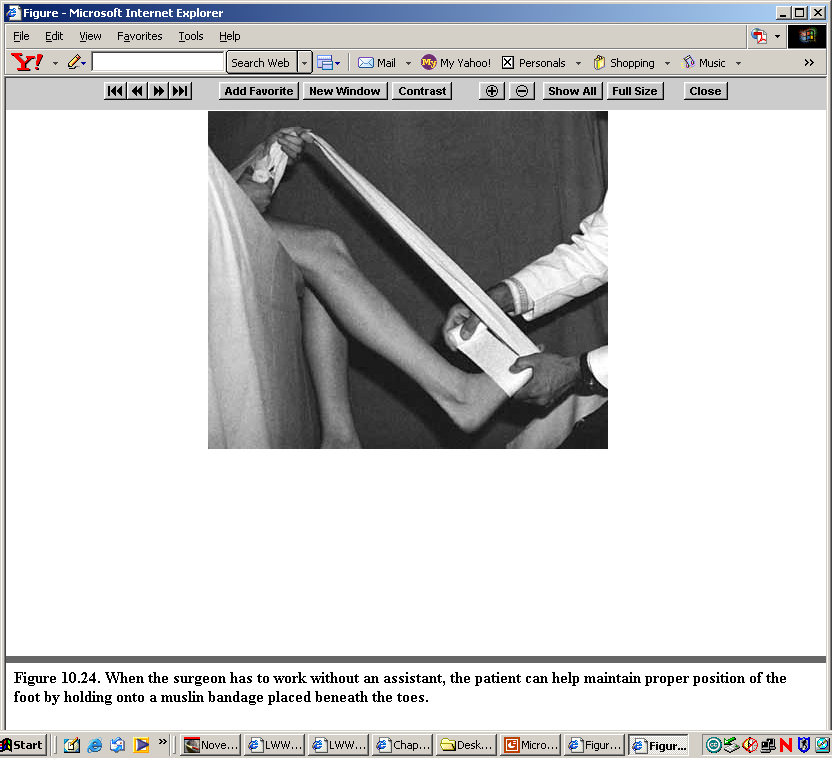 Figure - Microsoft Internet Explorer
File Edit View Favorites Tools Help
Y! Search Web Mail My My Yahoo! Personals Shopping Music »
Add Favorite New Window Contrast Show All Full Size Close
Figure 10.24. When the surgeon has to work without an assistant, the patient can help maintain proper position of the
foot by holding onto a muslin bandage placed beneath the toes.
Start » Nove... LWW... LWW... Chap... Desk... Micro... Figur... Figur... N